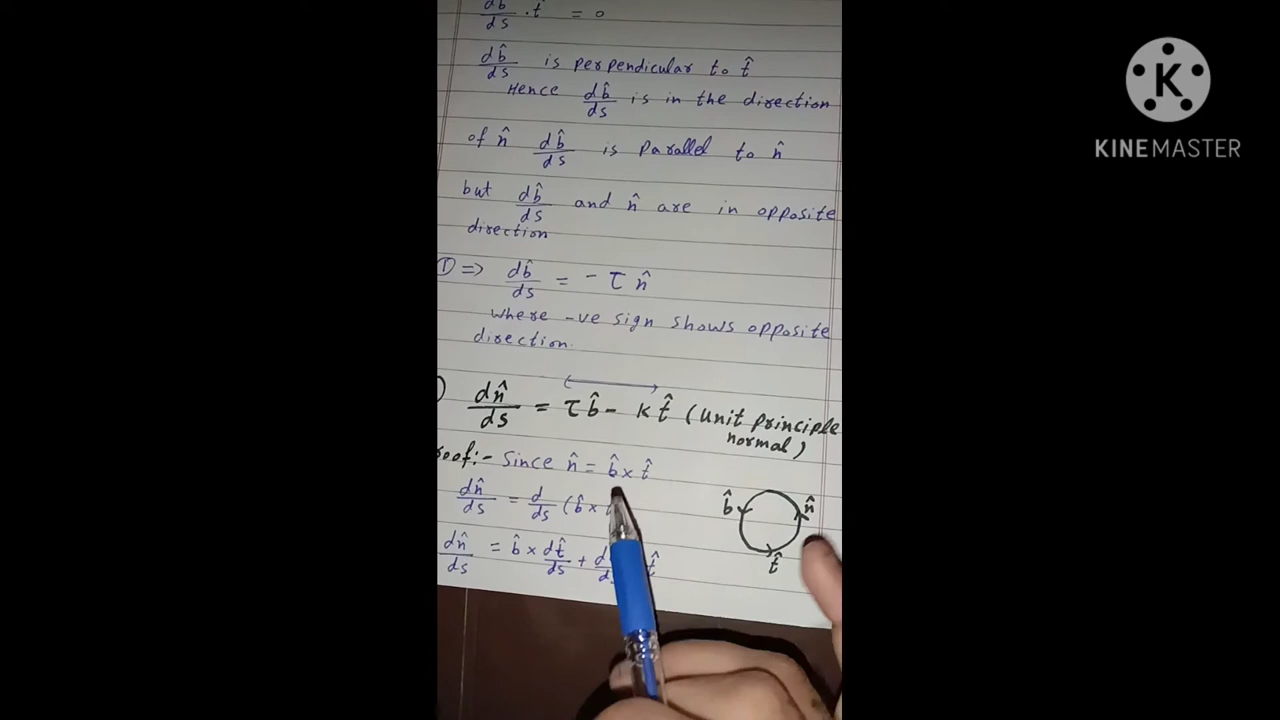 db̂/ds . t̂ = 0
db̂/ds is perpendicular to t̂
Hence db̂/ds is in the direction
of n̂ db̂/ds is Parallel to n̂
but db̂/ds and n̂ are in opposite
direction
① => db̂/ds = - τ n̂
where -ve sign shows opposite
direction.
dn̂/ds = τ b̂ - K t̂ (Unit principle
normal)
roof:- Since n̂ = b̂ × t̂
dn̂/ds = d/ds (b̂ ×
dn̂/ds = b̂ × dt̂/ds + t̂
b̂ n̂
t̂
K
KINEMASTER